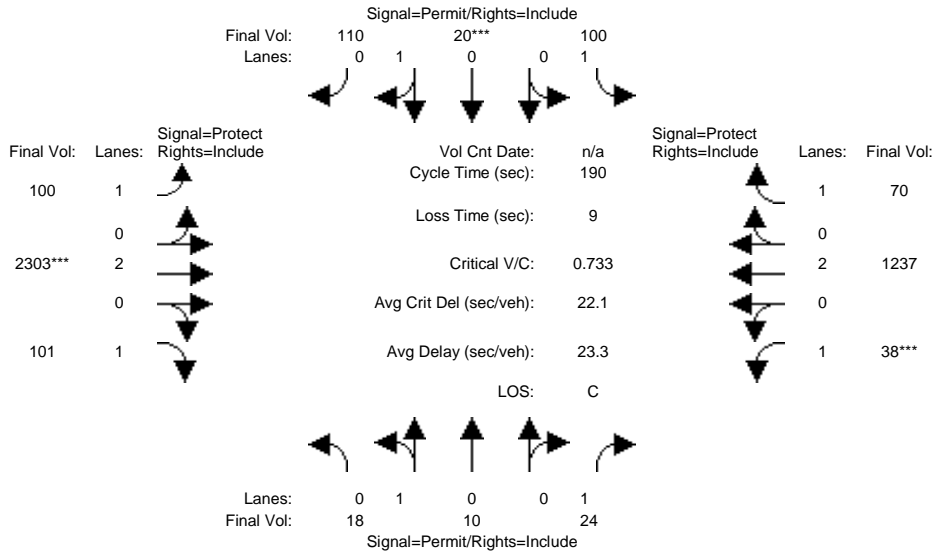 Signal=Permit/Rights=Include
Final Vol: 110 20*** 100
Lanes: 0 1 0 0 1
Signal=Protect
Final Vol: Lanes: Rights=Include
Vol Cnt Date: n/a
Signal=Protect
Rights=Include Lanes: Final Vol:
Cycle Time (sec): 190
100 1
1 70
Loss Time (sec): 9
0
0
2303*** 2
Critical V/C: 0.733
2 1237
0
Avg Crit Del (sec/veh): 22.1
0
101 1
Avg Delay (sec/veh): 23.3
1 38***
LOS: C
Lanes: 0 1 0 0 1
Final Vol: 18 10 24
Signal=Permit/Rights=Include